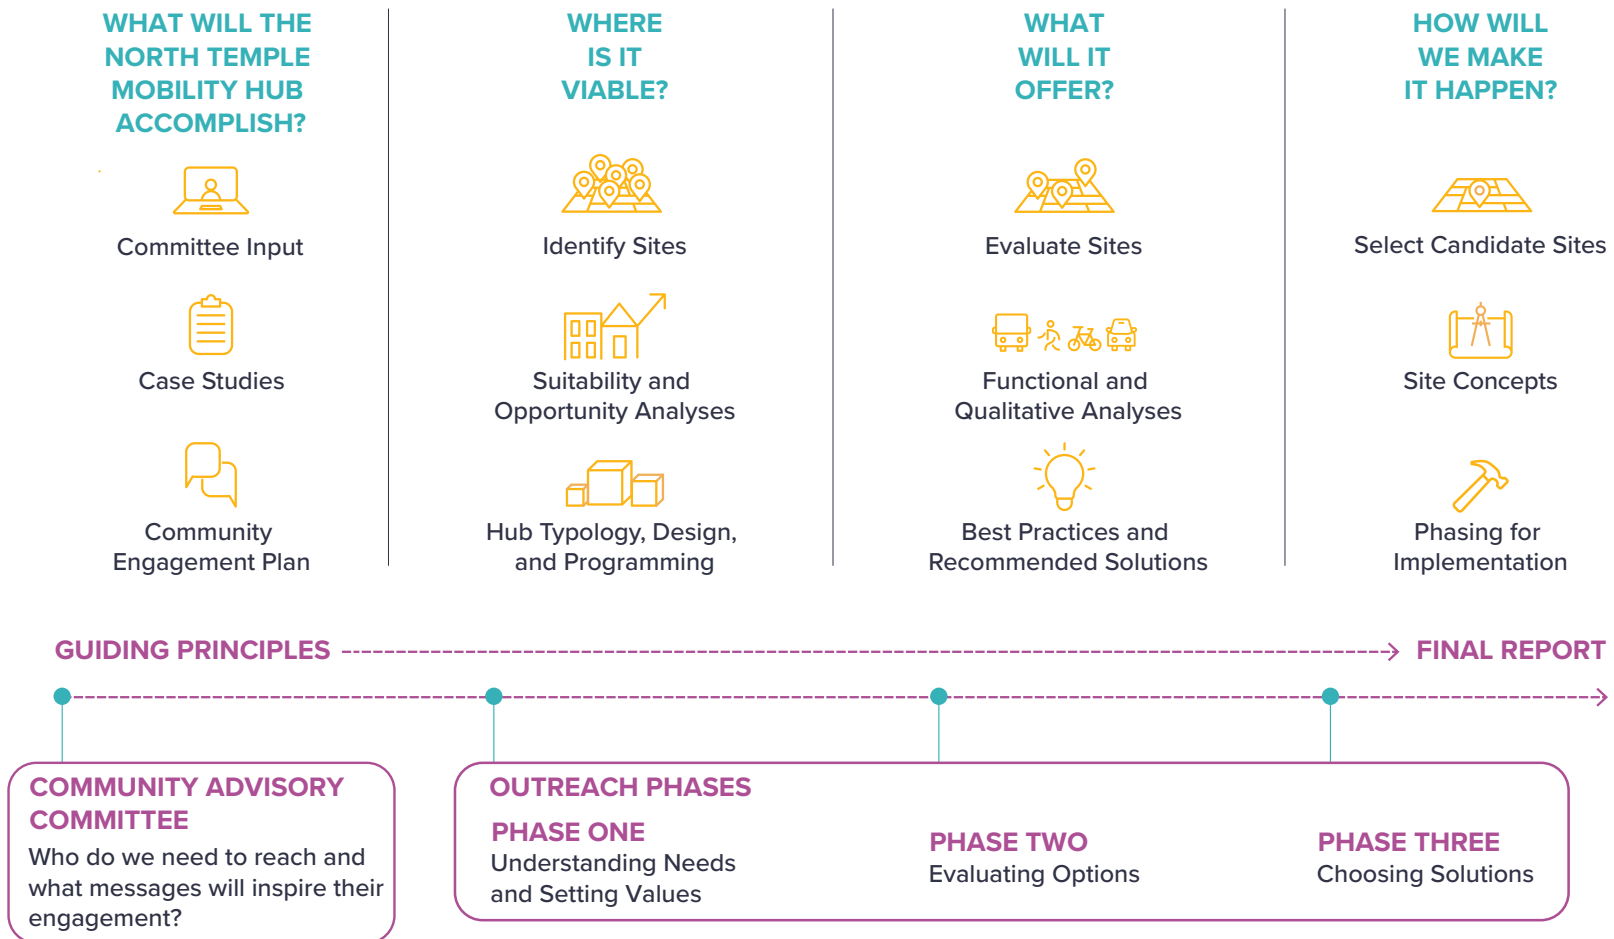 WHAT WILL THE
NORTH TEMPLE
MOBILITY HUB
ACCOMPLISH?
Committee Input
Case Studies
Community
Engagement Plan
WHERE
IS IT
VIABLE?
Identify Sites
Suitability and
Opportunity Analyses
Hub Typology, Design,
and Programming
WHAT
WILL IT
OFFER?
Evaluate Sites
Functional and
Qualitative Analyses
Best Practices and
Recommended Solutions
HOW WILL
WE MAKE
IT HAPPEN?
Select Candidate Sites
Site Concepts
Phasing for
Implementation
GUIDING PRINCIPLES
FINAL REPORT
COMMUNITY ADVISORY
COMMITTEE
Who do we need to reach and
what messages will inspire their
engagement?
OUTREACH PHASES
PHASE ONE
Understanding Needs
and Setting Values
PHASE TWO
Evaluating Options
PHASE THREE
Choosing Solutions